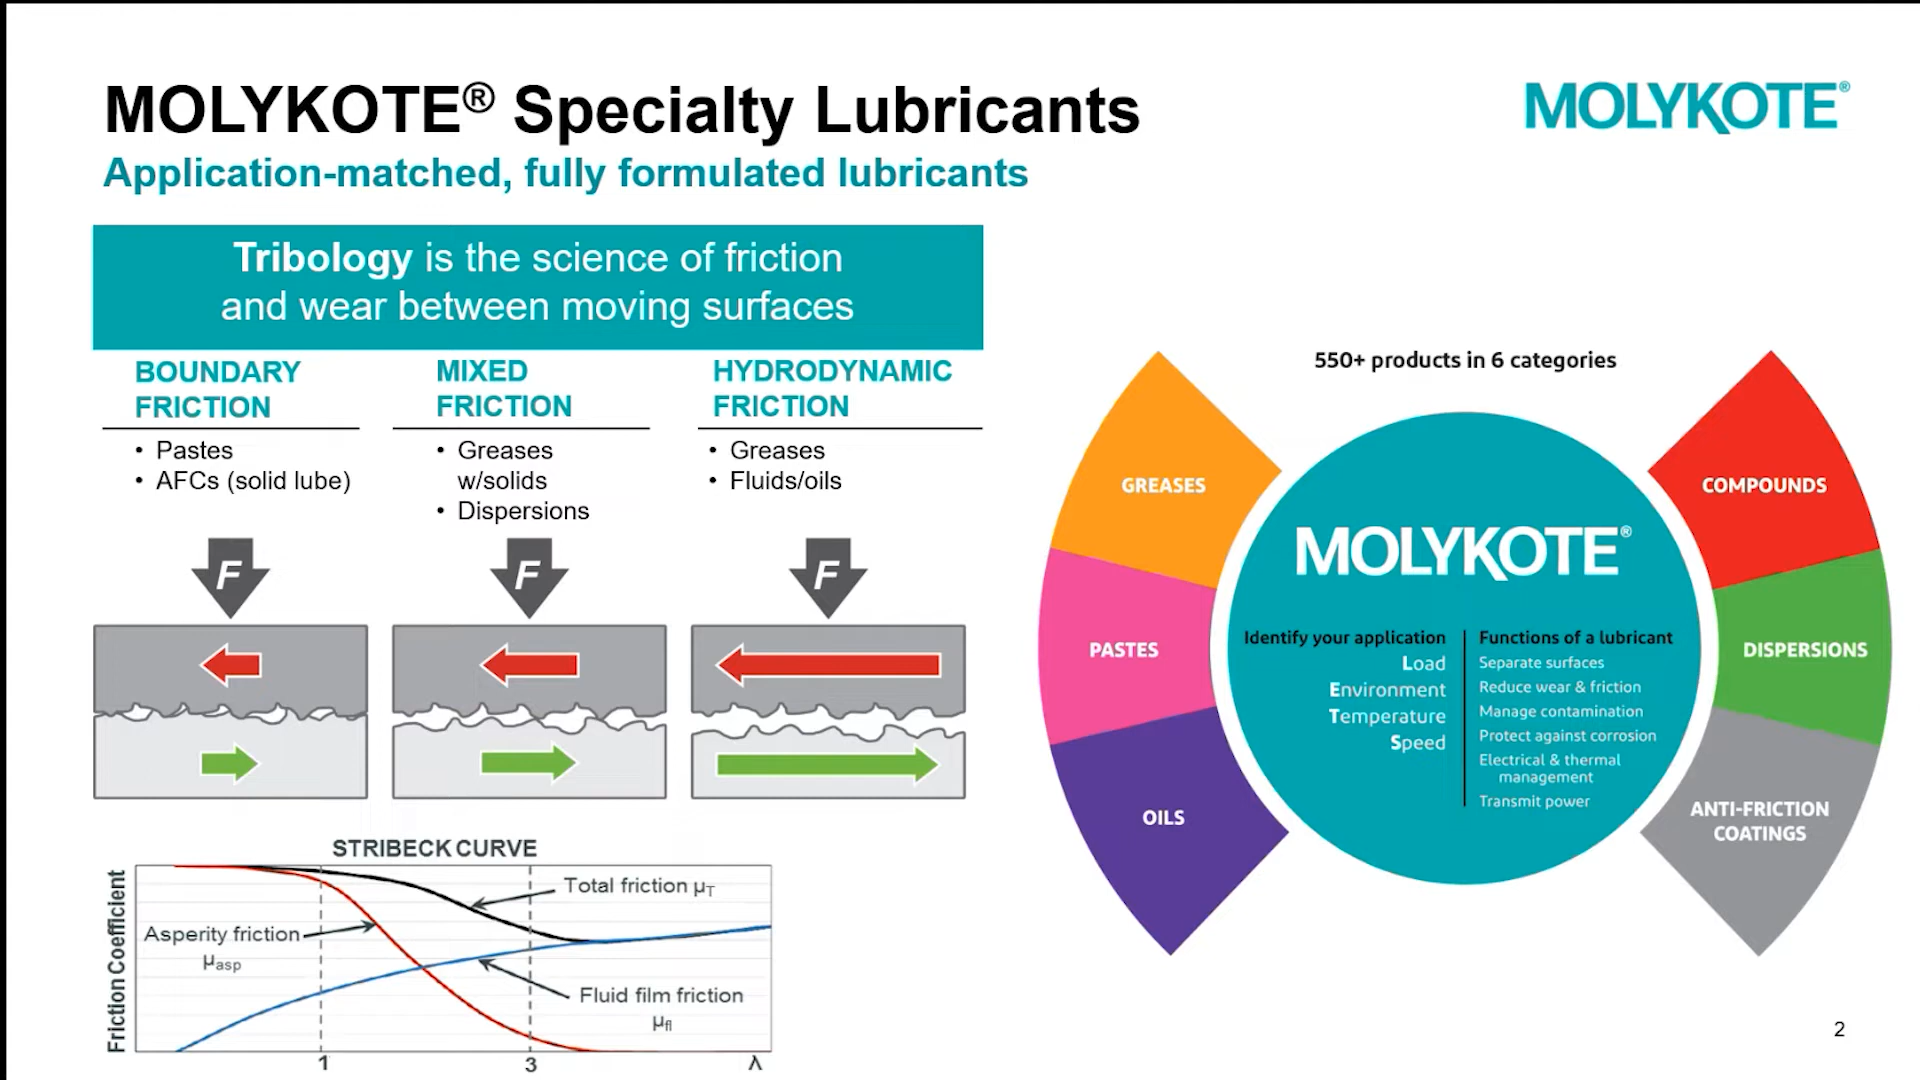 MOLYKOTE® Specialty Lubricants
Application-matched, fully formulated lubricants
MOLYKOTE®
Tribology is the science of friction
and wear between moving surfaces
BOUNDARY
FRICTION
• Pastes
• AFCs (solid lube)
MIXED
FRICTION
• Greases
w/solids
• Dispersions
HYDRODYNAMIC
FRICTION
• Greases
• Fluids/oils
F
F
F
STRIBECK CURVE
Friction Coefficient
Total friction μT
Asperity friction
μasp
Fluid film friction
μfl
1
3
λ
550+ products in 6 categories
GREASES
PASTES
OILS
COMPOUNDS
DISPERSIONS
ANTI-FRICTION
COATINGS
MOLYKOTE®
Identify your application
Load
Environment
Temperature
Speed
Functions of a lubricant
Separate surfaces
Reduce wear & friction
Manage contamination
Protect against corrosion
Electrical & thermal
management
Transmit power
2